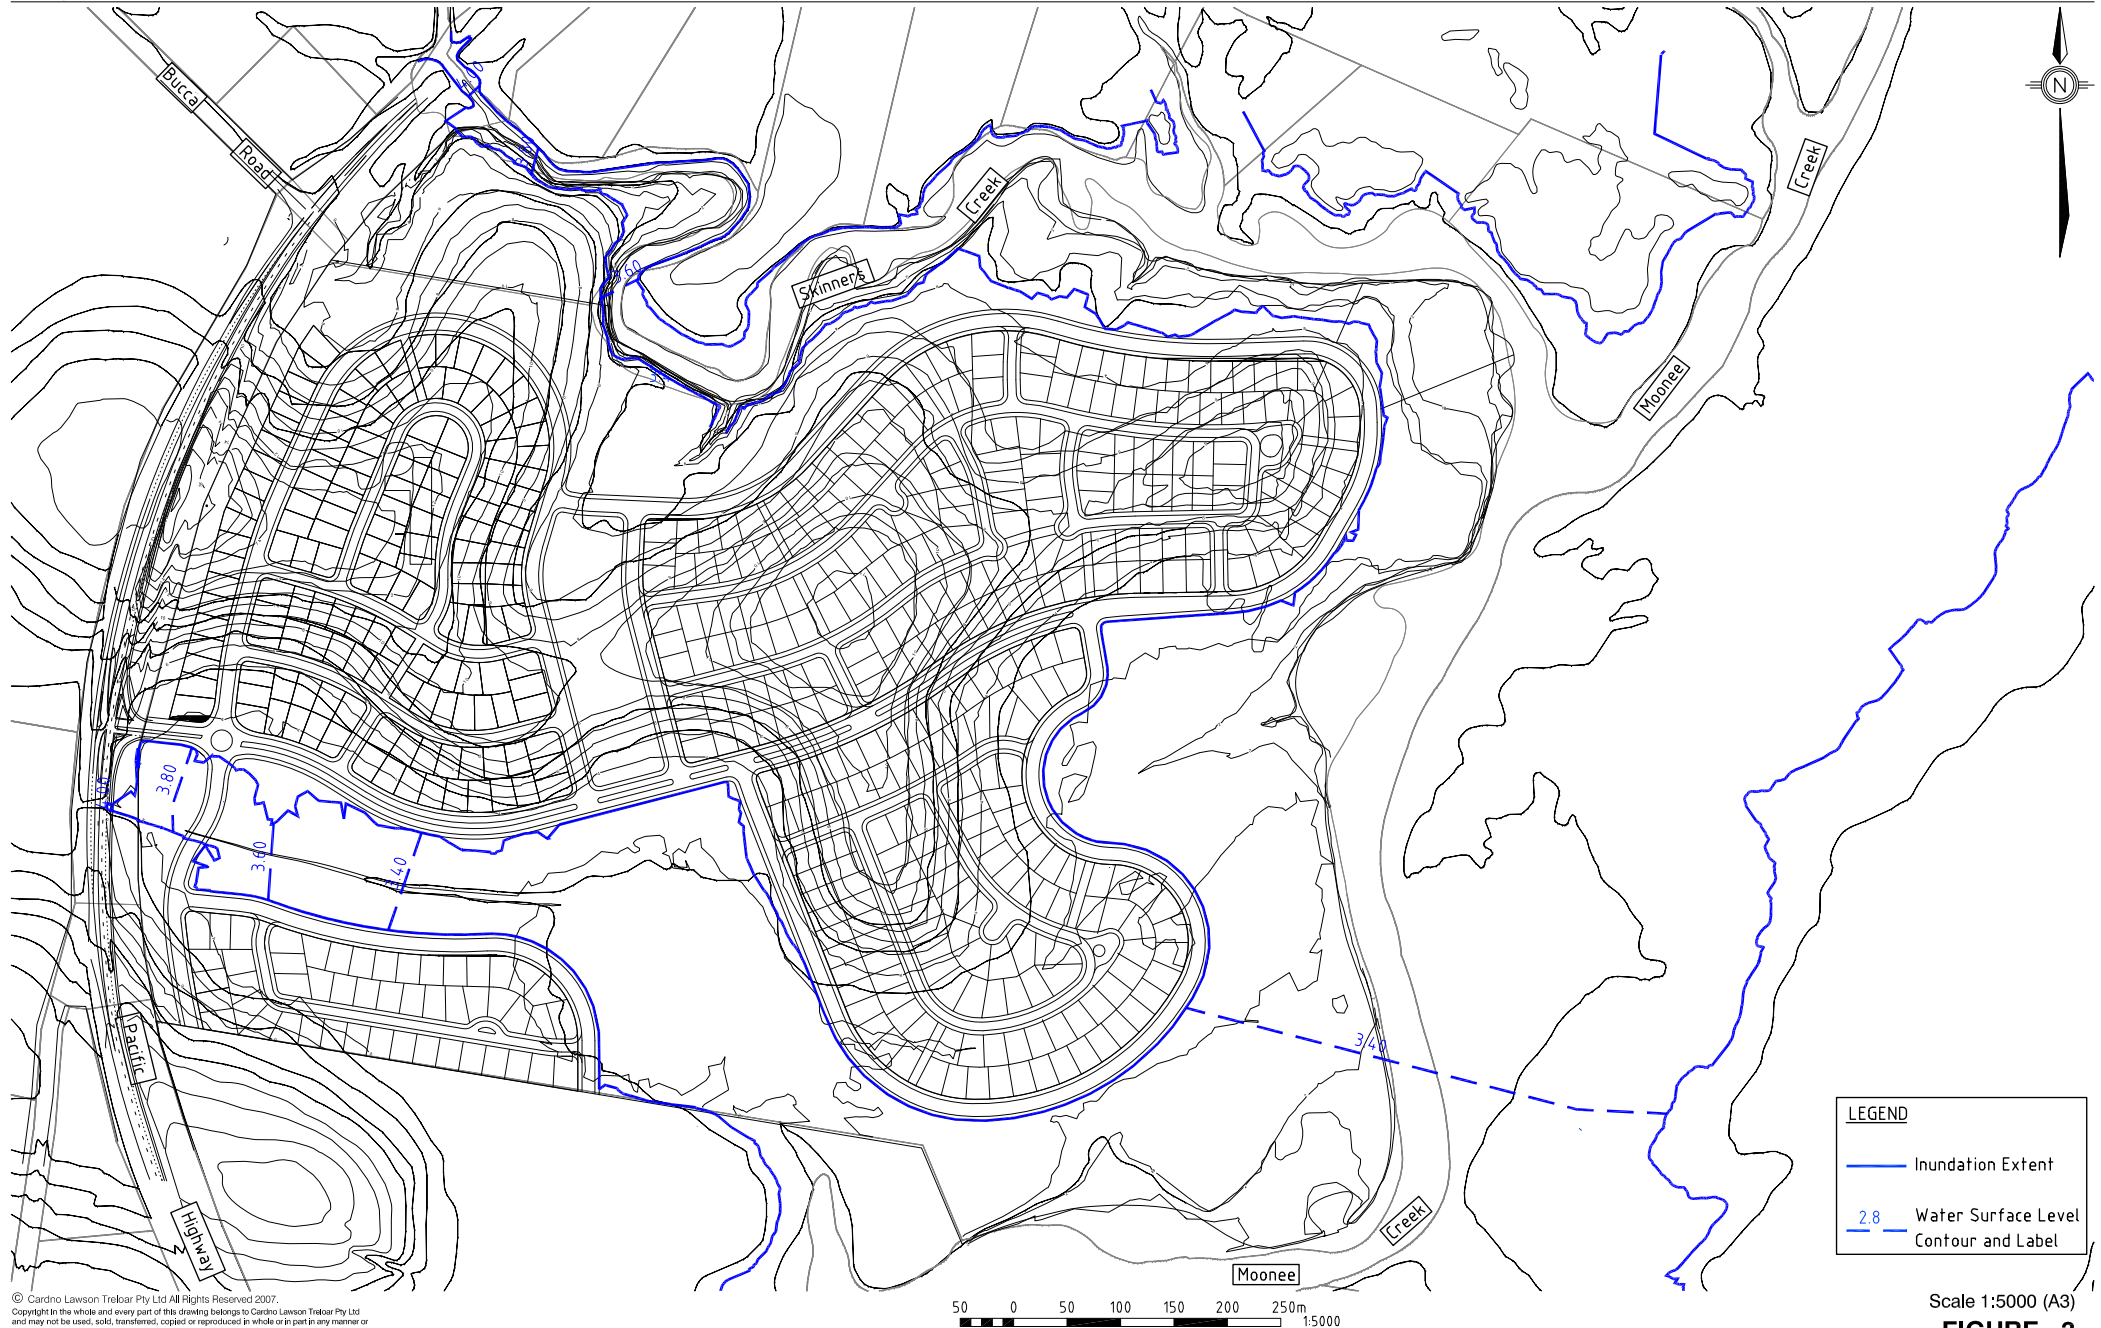 Bucca
Road
N
Creek
Creek
Skinners
3.60
Moonee
3.80
3.60
3.40
3.40
Pacific
Highway
Creek
Moonee
LEGEND
Inundation Extent
2.8 Water Surface Level
Contour and Label
© Cardno Lawson Treloar Pty Ltd All Rights Reserved 2007.
Copyright in the whole and every part of this drawing belongs to Cardno Lawson Treloar Pty Ltd
and may not be used, sold, transferred, copied or reproduced in whole or in part in any manner or
50 0 50 100 150 200 250m
1:5000
Scale 1:5000 (A3)